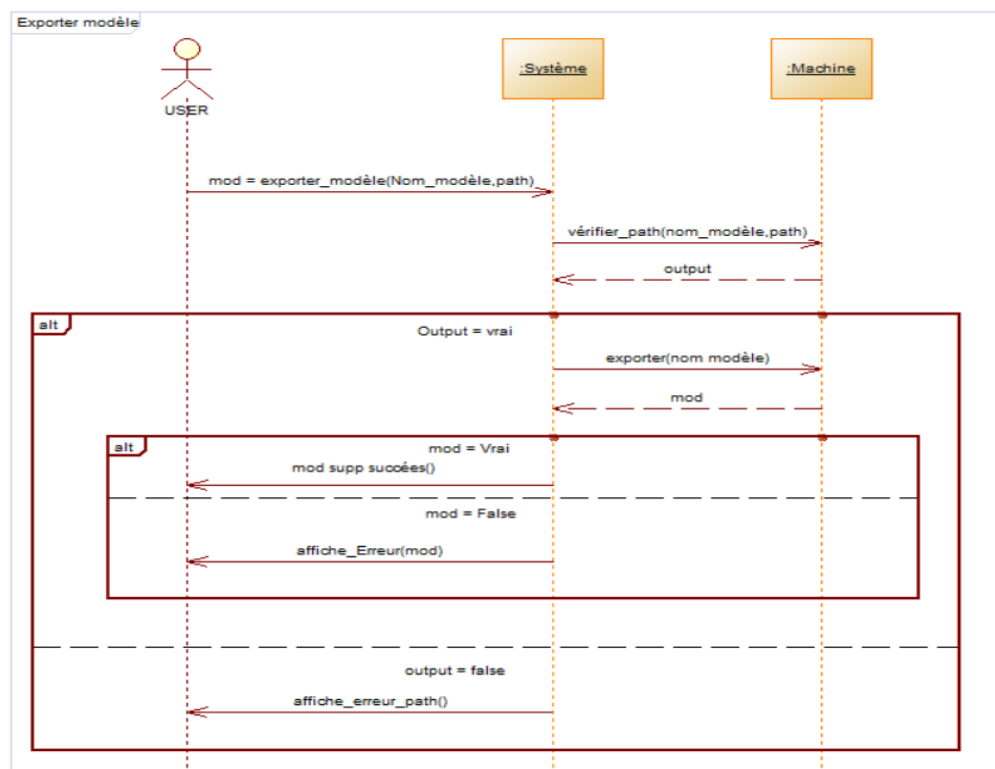 Exporter modèle
:Système
:Machine
USER
mod = exporter_modèle(Nom_modèle,path)
vérifier_path(nom_modèle,path)
output
alt
Output = vrai
exporter(nom modèle)
mod
alt
mod = Vrai
mod supp succées()
mod = False
affiche_Erreur(mod)
output = false
affiche_erreur_path()